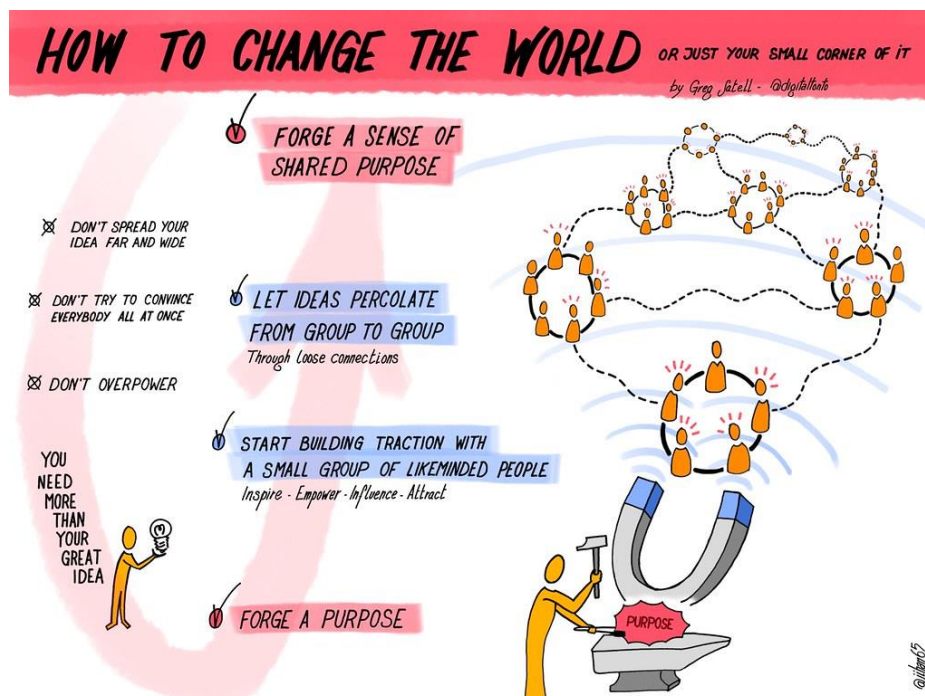 HOW TO CHANGE THE WORLD OR JUST YOUR SMALL CORNER OF IT
by Greg Satell - @digitaltonto
FORGE A SENSE OF
SHARED PURPOSE
DON'T SPREAD YOUR
IDEA FAR AND WIDE
DON'T TRY TO CONVINCE
EVERYBODY ALL AT ONCE
DON'T OVERPOWER
LET IDEAS PERCOLATE
FROM GROUP TO GROUP
Through loose connections
START BUILDING TRACTION WITH
A SMALL GROUP OF LIKEMINDED PEOPLE
Inspire - Empower - Influence - Attract
YOU
NEED
MORE
THAN
YOUR
GREAT
IDEA
FORGE A PURPOSE
PURPOSE